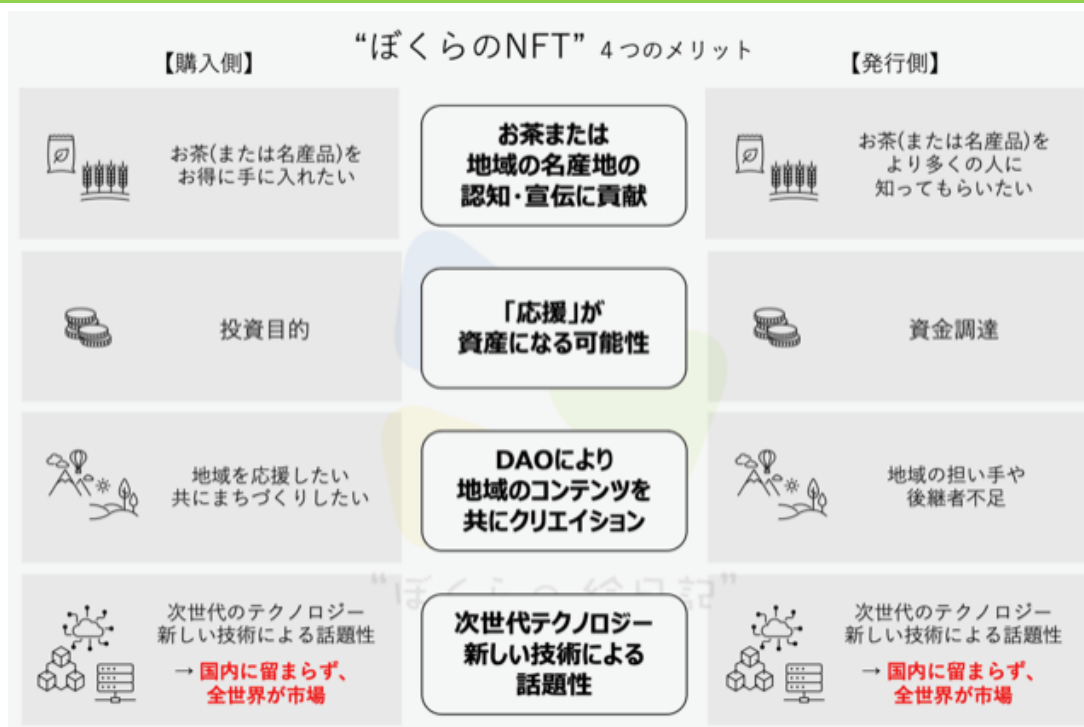 “ぼくらのNFT” 4つのメリット
【購入側】
【発行側】
お茶(または名産品)を
お得に手に入れたい
お茶または
地域の名産地の
認知・宣伝に貢献
お茶(または名産品)を
より多くの人に
知ってもらいたい
投資目的
「応援」が
資産になる可能性
資金調達
地域を応援したい
共にまちづくりしたい
DAOにより
地域のコンテンツを
共にクリエイション
地域の担い手や
後継者不足
“ぼくらの絵日記”
次世代のテクノロジー
新しい技術による話題性
→ 国内に留まらず、
全世界が市場
次世代テクノロジー
新しい技術による
話題性
次世代のテクノロジー
新しい技術による話題性
→ 国内に留まらず、
全世界が市場